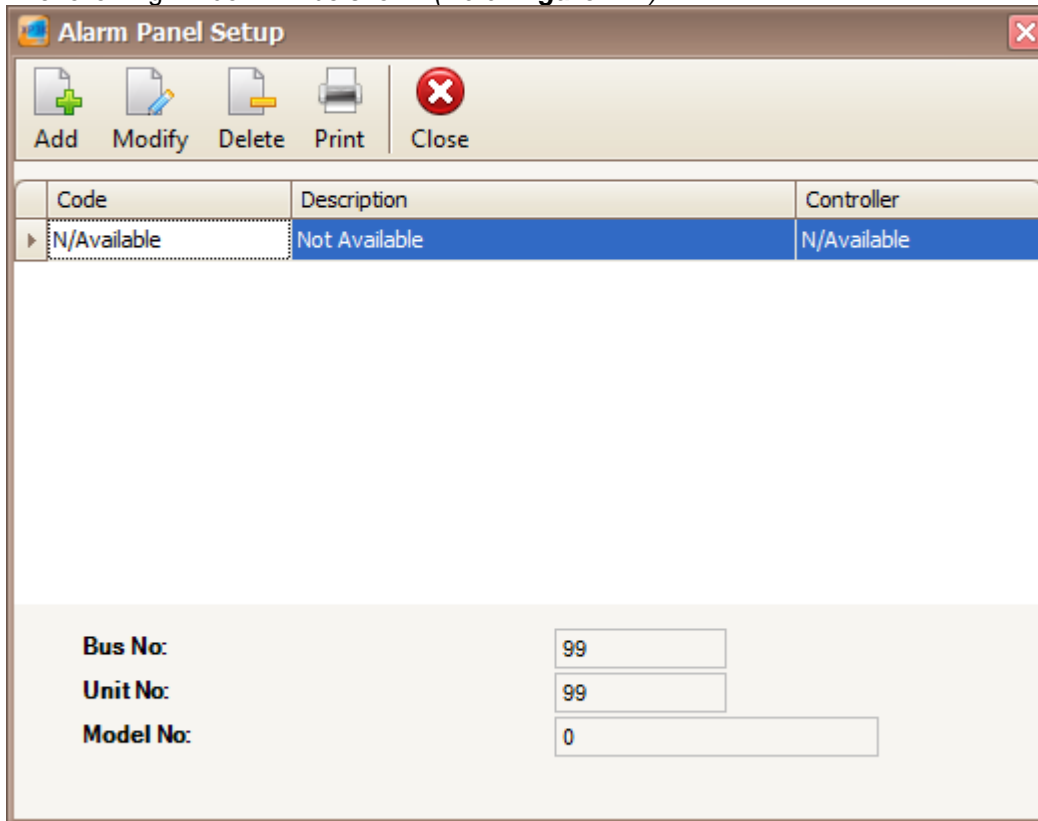 Alarm Panel Setup
Add Modify Delete Print Close
Code Description Controller
N/Available Not Available N/Available
Bus No: 99
Unit No: 99
Model No: 0